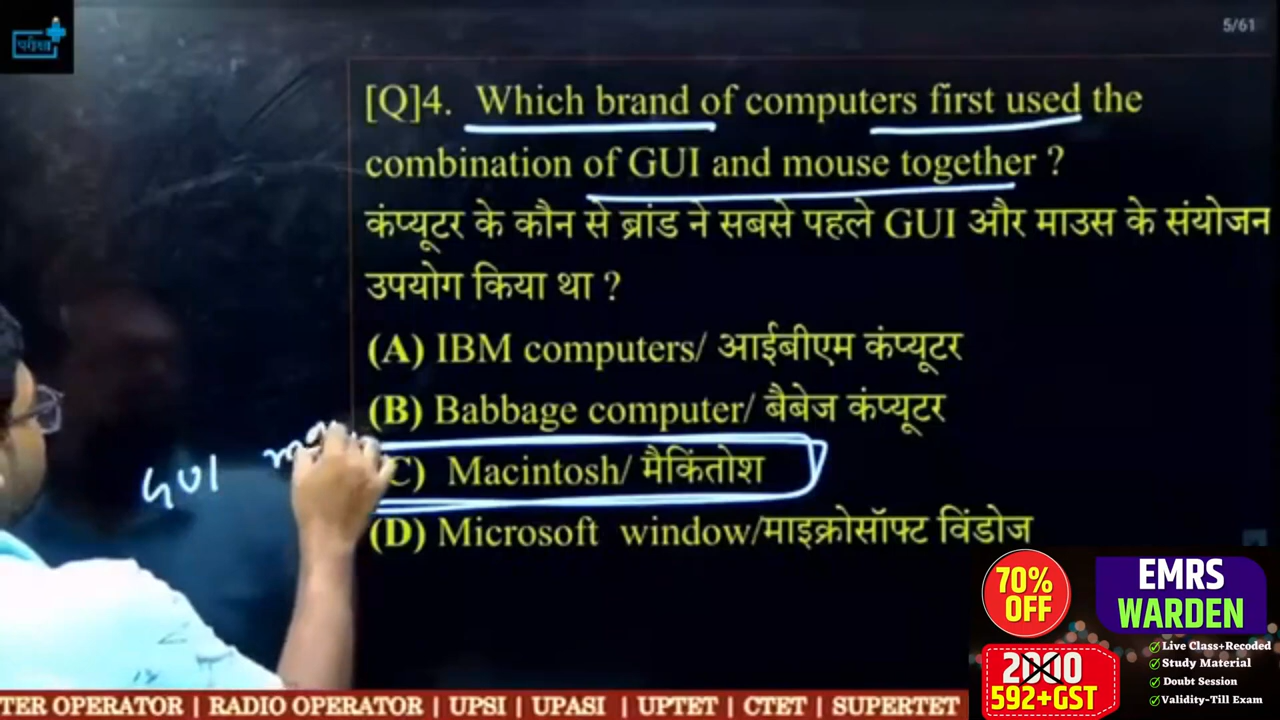 परीक्षा
5/61
[Q]4. Which brand of computers first used the
combination of GUI and mouse together ?
कंप्यूटर के कौन से ब्रांड ने सबसे पहले GUI और माउस के संयोजन
उपयोग किया था ?
(A) IBM computers/ आईबीएम कंप्यूटर
(B) Babbage computer/ बैबेज कंप्यूटर
C) Macintosh/ मैकिंतोश
(D) Microsoft window/माइक्रोसॉफ्ट विंडोज
GUI
70%
OFF
2000
592+GST
EMRS
WARDEN
Live Class+Recoded
Study Material
Doubt Session
Validity-Till Exam
TER OPERATOR | RADIO OPERATOR | UPSI | UPASI | UPTET | CTET | SUPERTET